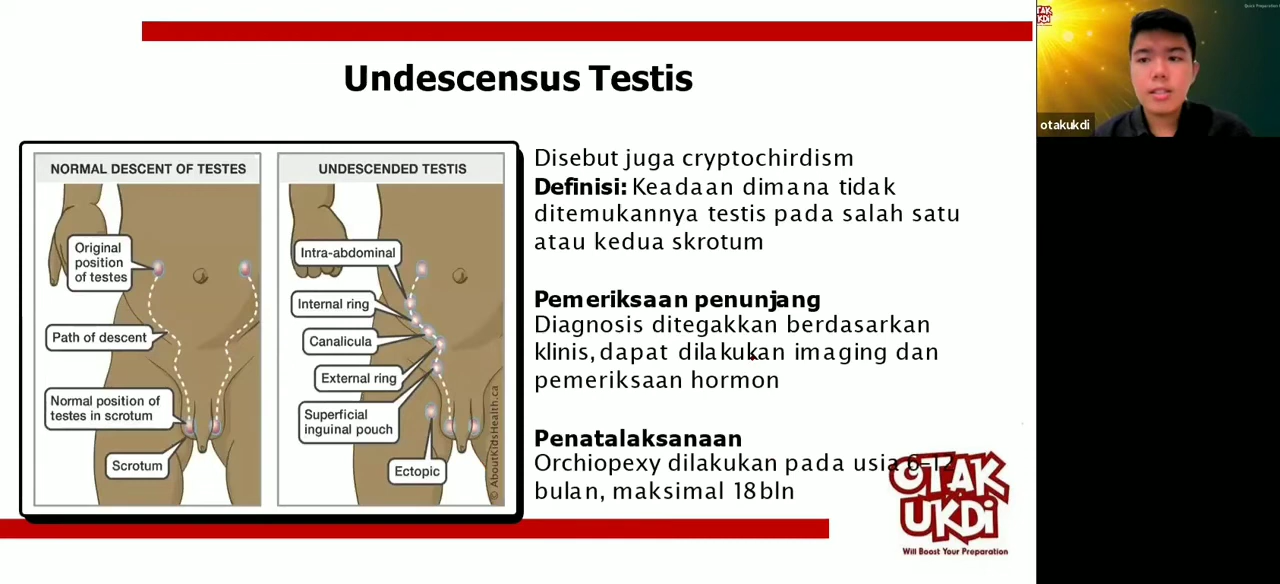 Undescensus Testis
NORMAL DESCENT OF TESTES
Original
position
of testes
Path of descent
Normal position of
testes in scrotum
Scrotum
UNDESCENDED TESTIS
Intra-abdominal
Internal ring
Canalicula
External ring
Superficial
inguinal pouch
Ectopic
© AboutKidsHealth.ca
Disebut juga cryptochirdism
Definisi: Keadaan dimana tidak
ditemukannya testis pada salah satu
atau kedua skrotum
Pemeriksaan penunjang
Diagnosis ditegakkan berdasarkan
klinis, dapat dilakukan imaging dan
pemeriksaan hormon
Penatalaksanaan
Orchiopexy dilakukan pada usia 6-12
bulan, maksimal 18bln
OTAK
UKDi
Will Boost Your Preparation
OTAK
UKDI
otakukdi